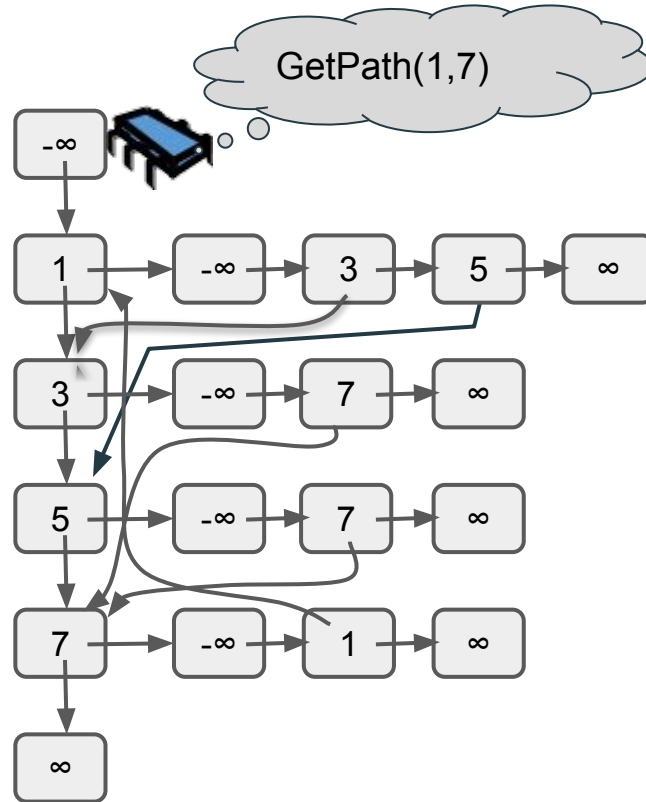 GetPath(1,7)
-∞
1 -∞ 3 5 ∞
3 -∞ 7 ∞
5 -∞ 7 ∞
7 -∞ 1 ∞
∞